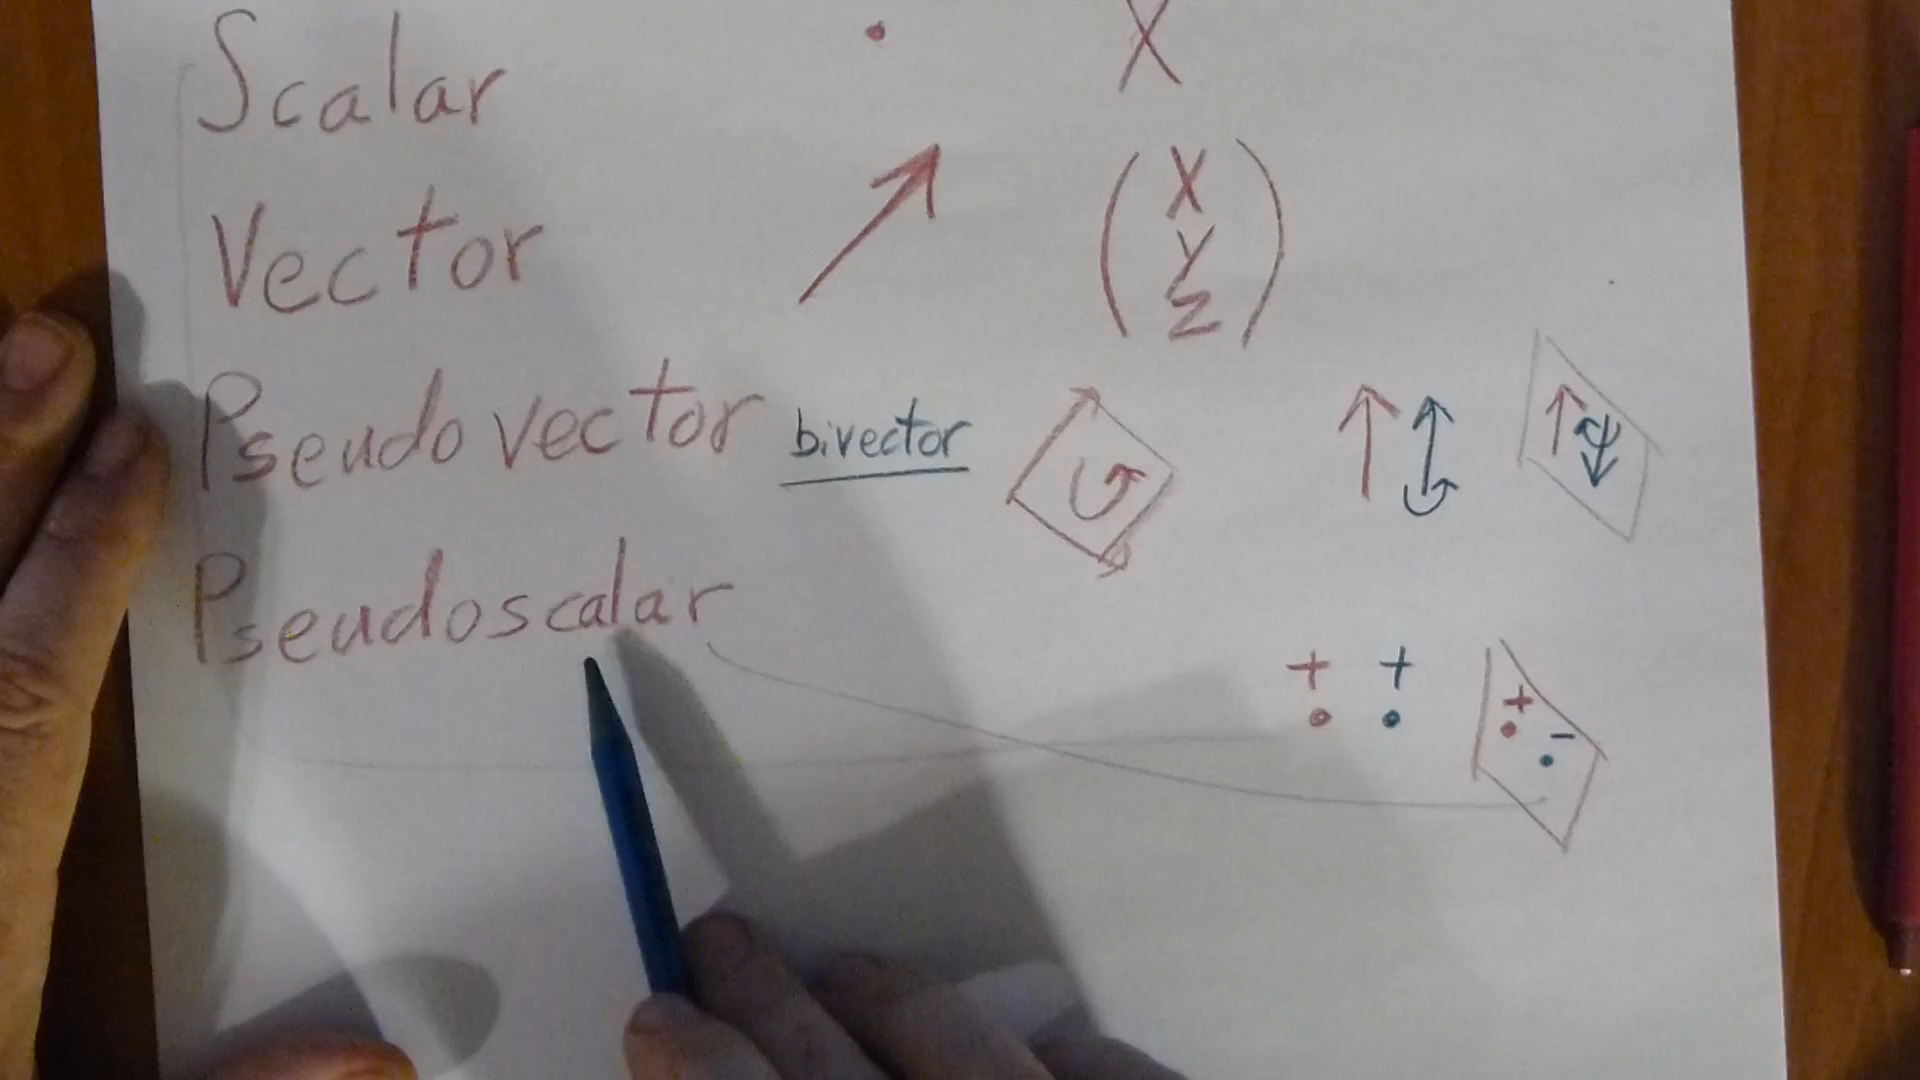 Scalar X
Vector ( X
y
z )
Pseudovector bivector
Pseudoscalar
+ + + -